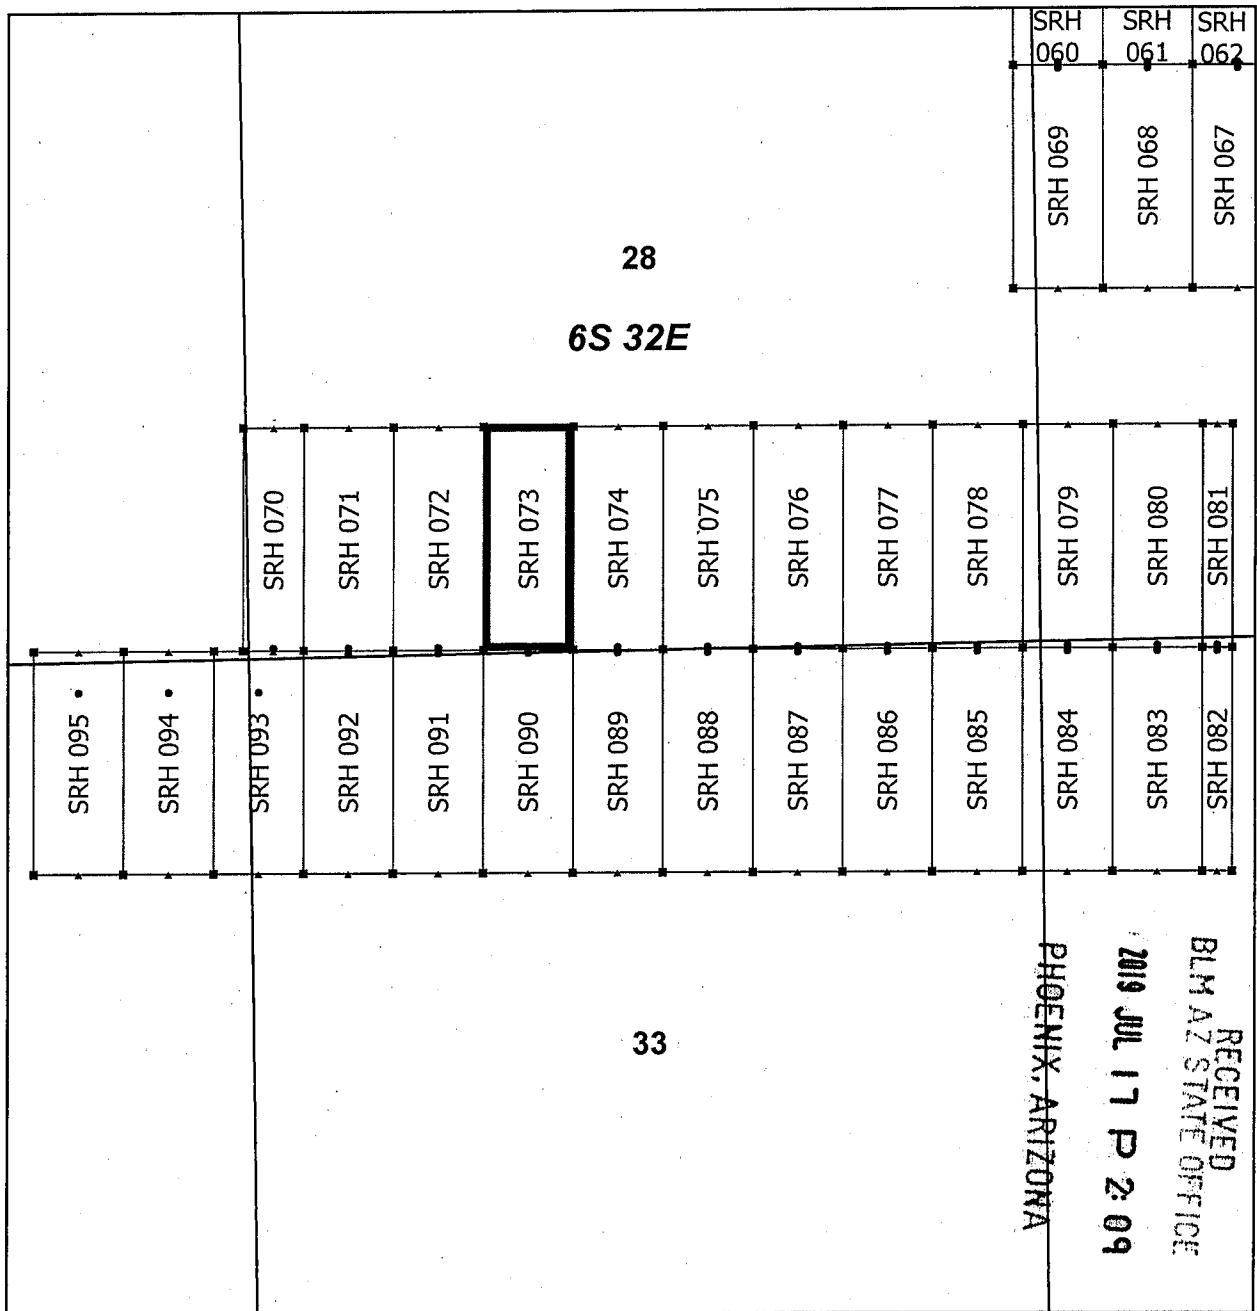 SRH
060
SRH
061
SRH
062
SRH 069
SRH 068
SRH 067
28
6S 32E
SRH 070
SRH 071
SRH 072
SRH 073
SRH 074
SRH 075
SRH 076
SRH 077
SRH 078
SRH 079
SRH 080
SRH 081
SRH 095
SRH 094
SRH 093
SRH 092
SRH 091
SRH 090
SRH 089
SRH 088
SRH 087
SRH 086
SRH 085
SRH 084
SRH 083
SRH 082
33
RECEIVED
BLM AZ STATE OFFICE
2019 JUL 17 P 2:09
PHOENIX, ARIZONA